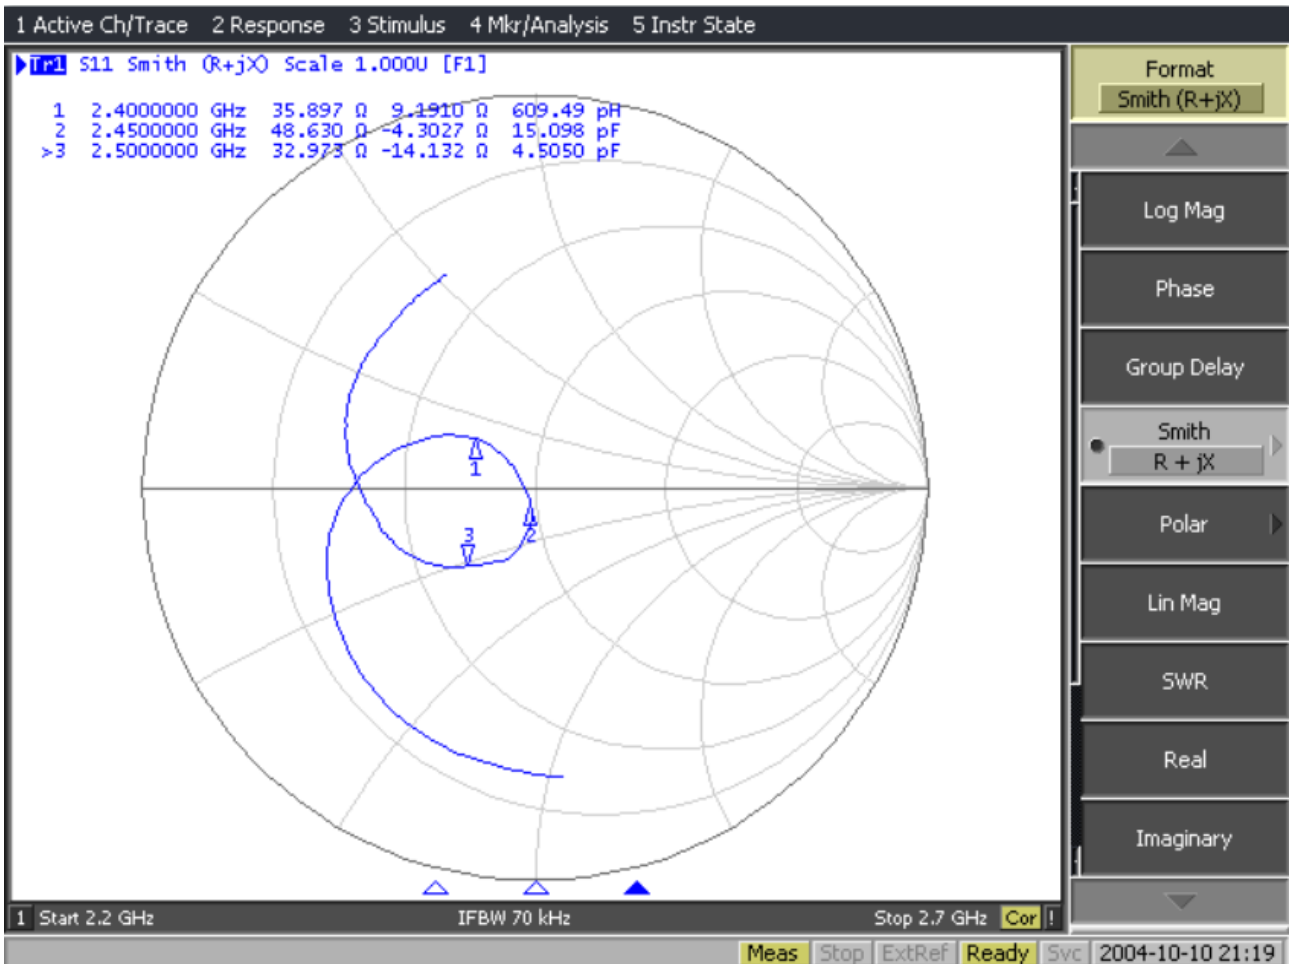 1 Active Ch/Trace 2 Response 3 Stimulus 4 Mkr/Analysis 5 Instr State
Tr1 S11 Smith (R+jX) Scale 1.000U [F1]
1 2.4000000 GHz 35.897 Ω 9.1910 Ω 609.49 pH
2 2.4500000 GHz 48.630 Ω -4.3027 Ω 15.098 pF
>3 2.5000000 GHz 32.973 Ω -14.132 Ω 4.5050 pF
1
2
3
1 Start 2.2 GHz IFBW 70 kHz Stop 2.7 GHz Cor !
Format
Smith (R+jX)
Log Mag
Phase
Group Delay
Smith
R + jX
Polar
Lin Mag
SWR
Real
Imaginary
Meas Stop ExtRef Ready Svc 2004-10-10 21:19